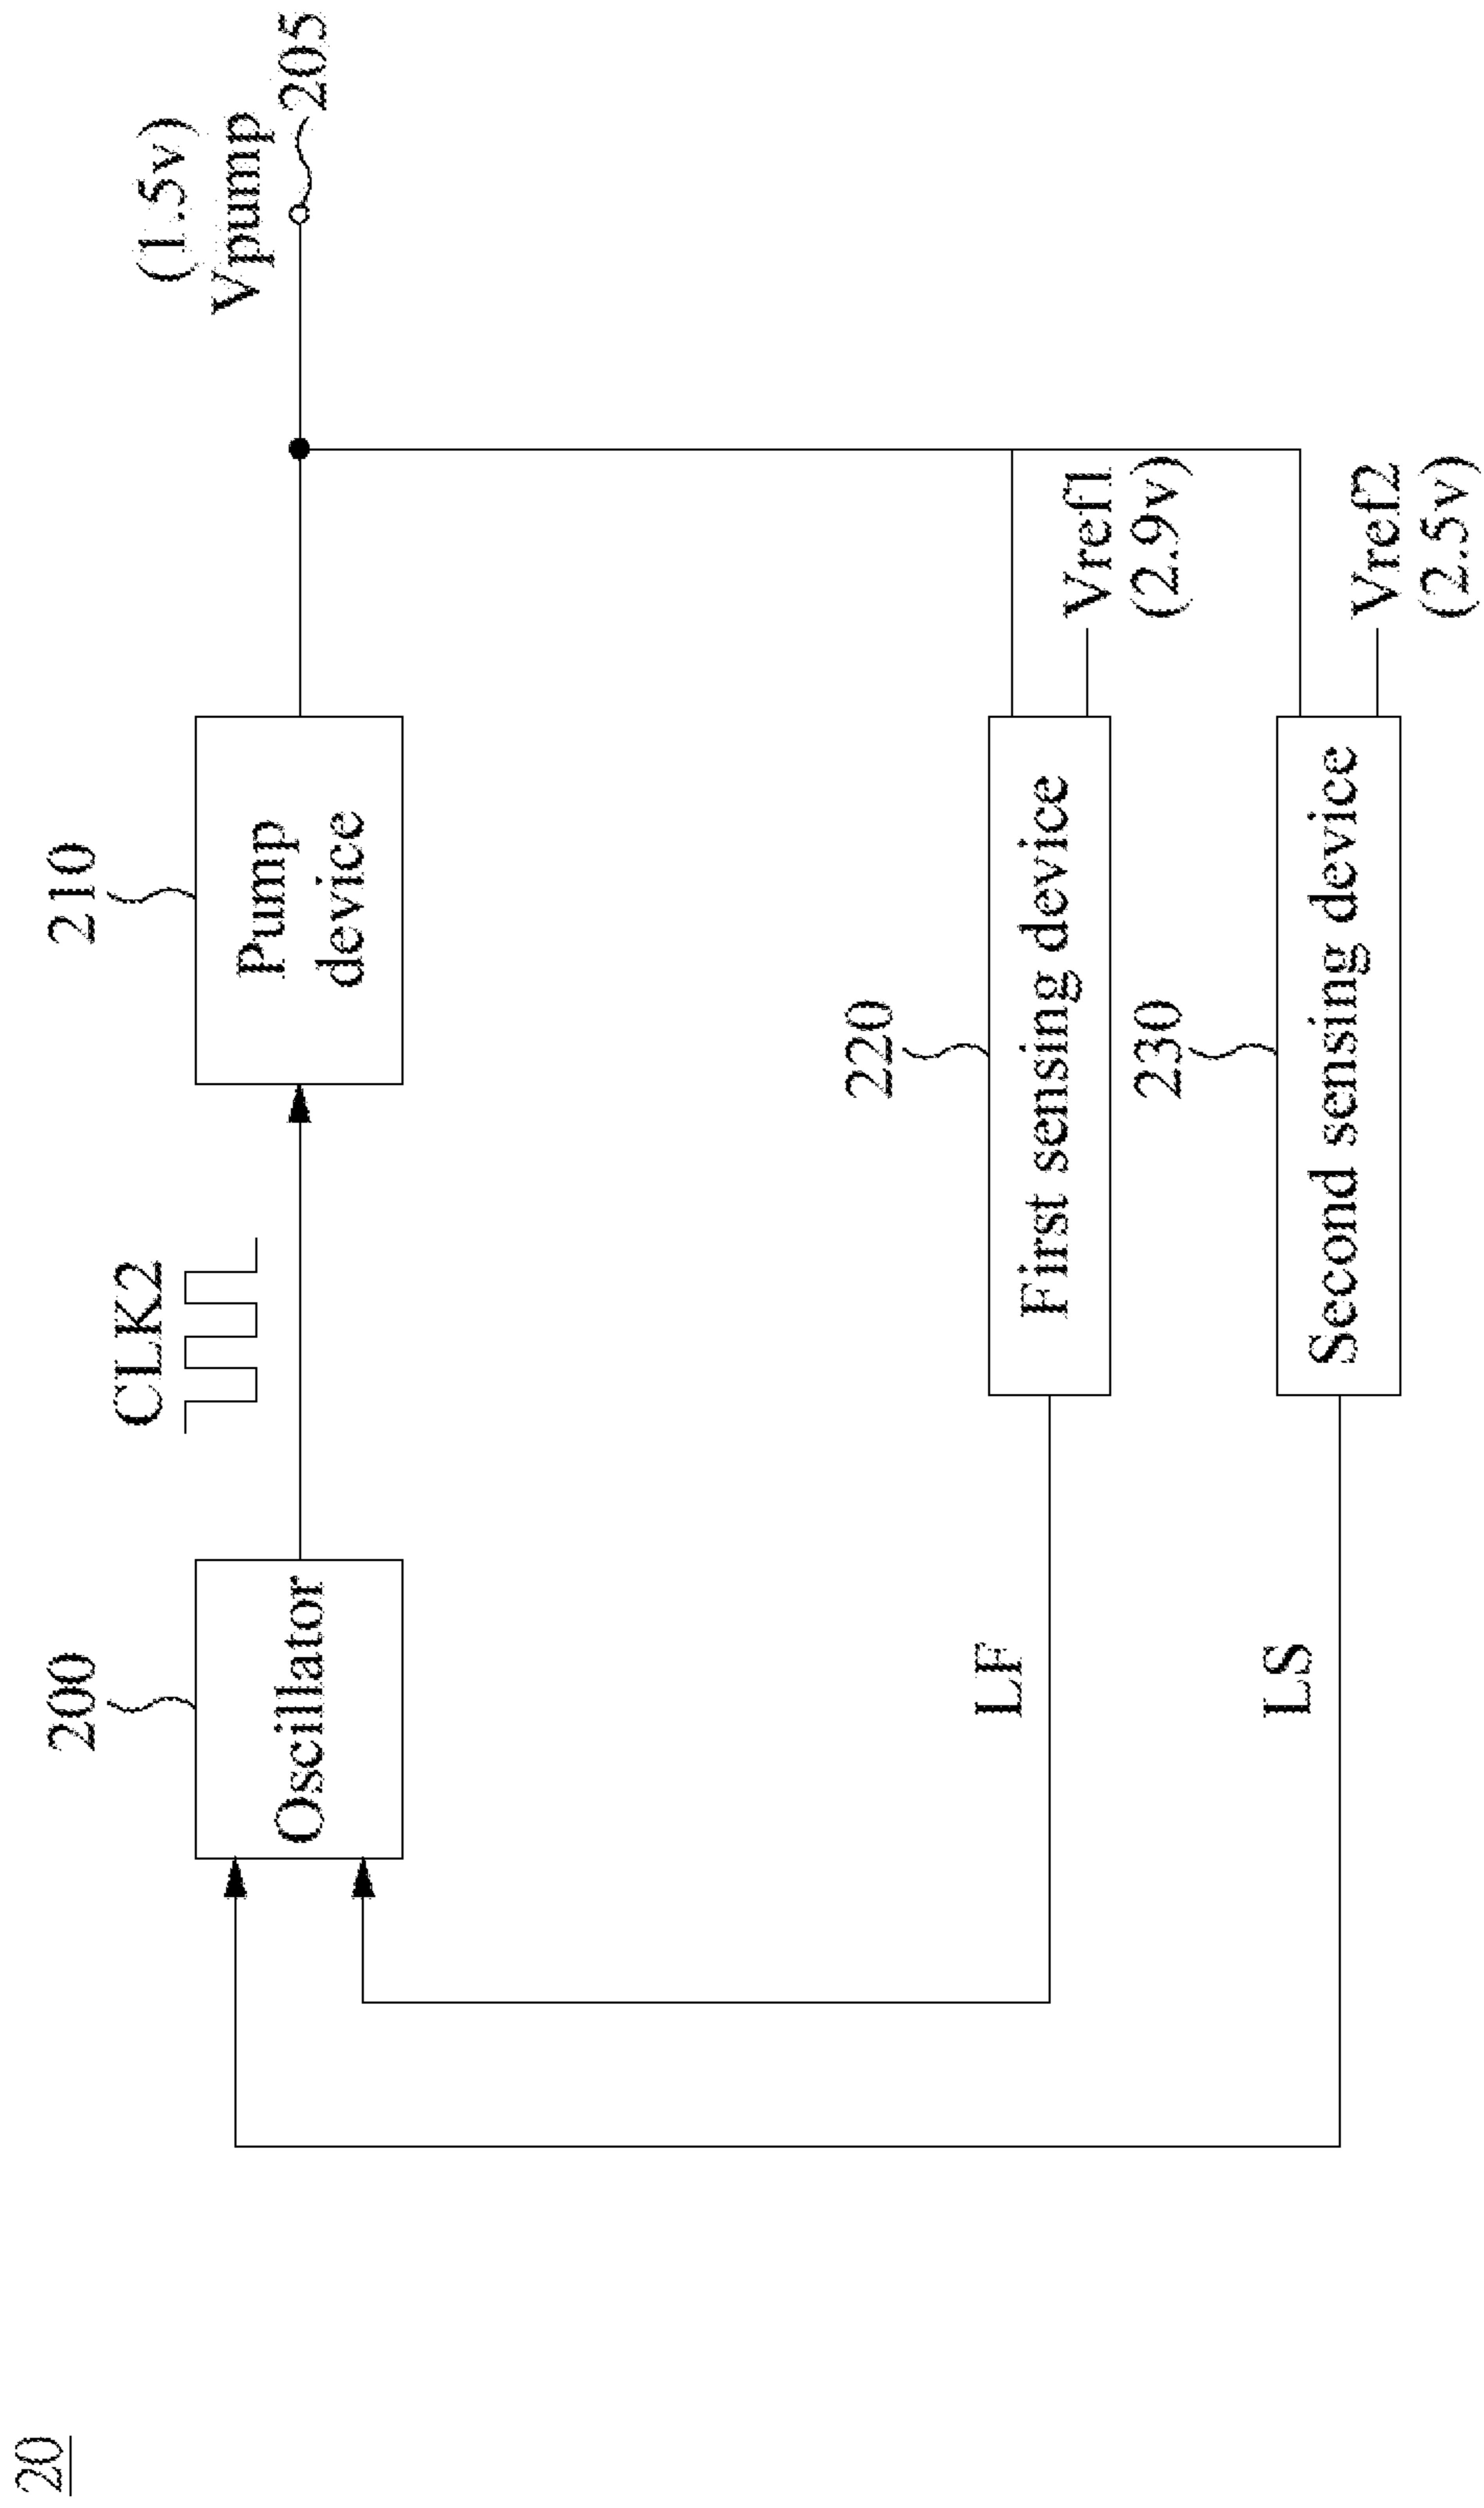 20
200
Oscillator
CLK2
210
Pump
device
(1.5v)
Vpump
205
220
First sensing device
Vref1
(2.9v)
LF
230
Second sensing device
Vref2
(2.5v)
LS